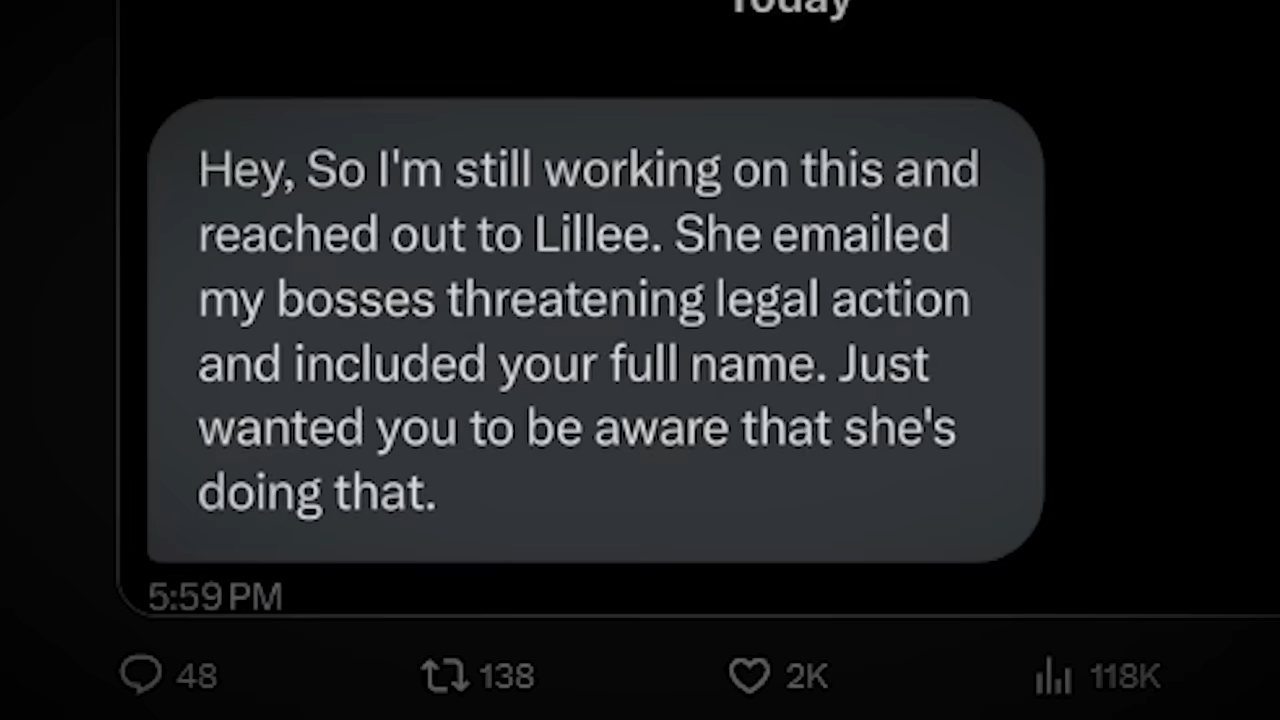 Today
Hey, So I'm still working on this and
reached out to Lillee. She emailed
my bosses threatening legal action
and included your full name. Just
wanted you to be aware that she's
doing that.
5:59 PM
48 138 2K 118K